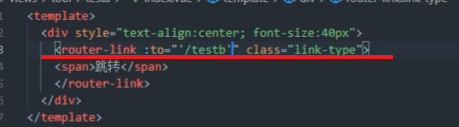 1 <template>
<div style="text-align:center; font-size:40px">
<router-link :to="'/testb'" class="link-type">
<span>跳转</span>
</router-link>
</div>
</template>